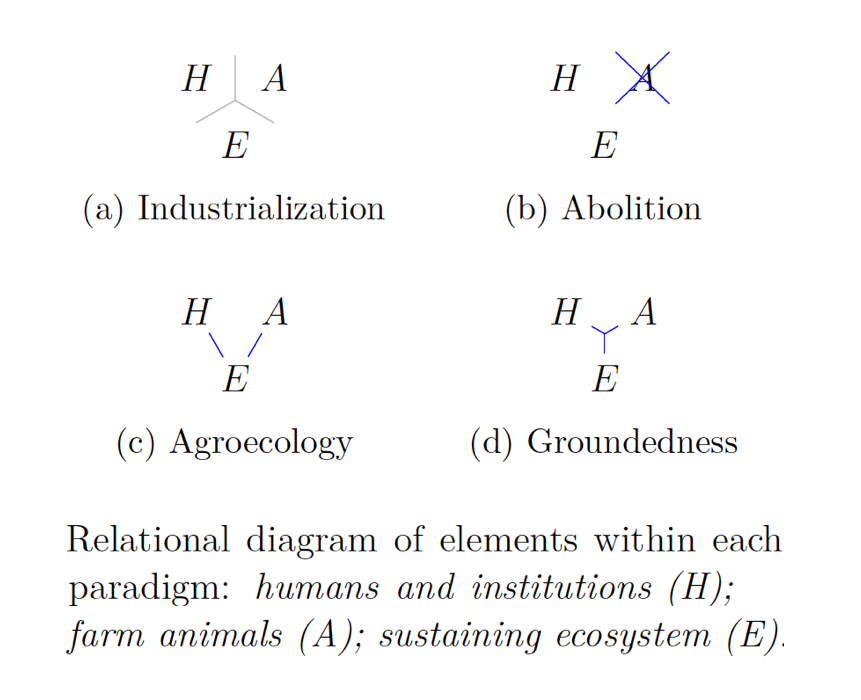 H A
E
(a) Industrialization
H A
E
(b) Abolition
H A
E
(c) Agroecology
H A
E
(d) Groundedness
Relational diagram of elements within each
paradigm: humans and institutions (H);
farm animals (A); sustaining ecosystem (E).